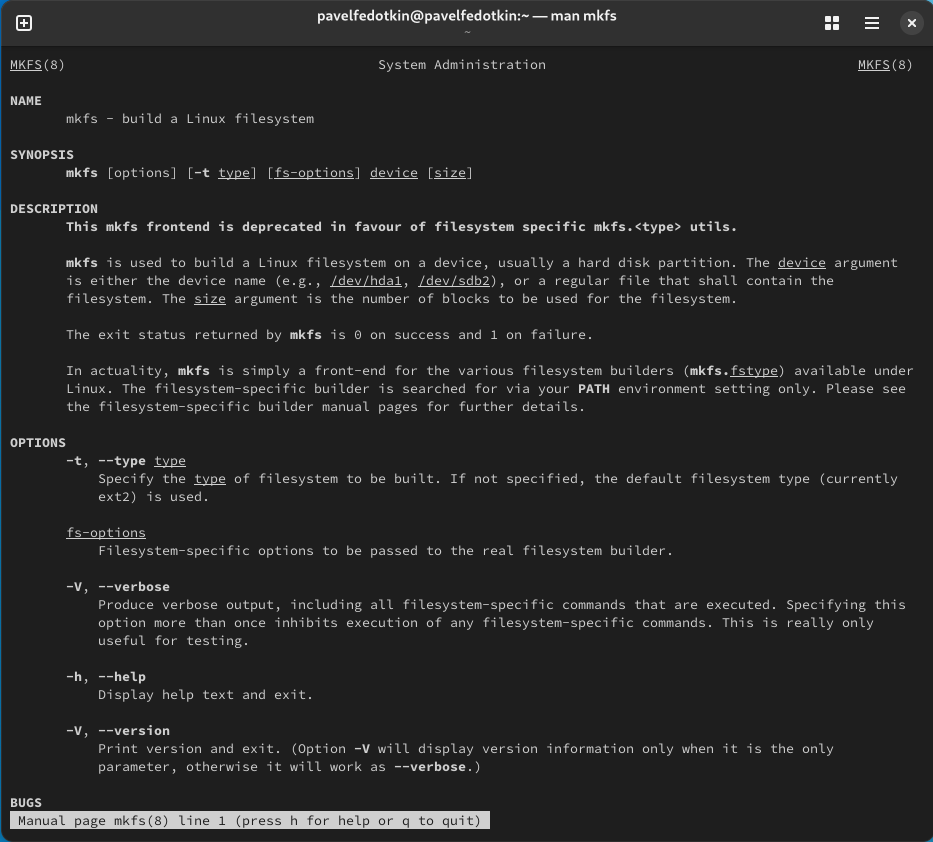 pavelfedotkin@pavelfedotkin:~ — man mkfs
~
MKFS(8) System Administration MKFS(8)
NAME
mkfs - build a Linux filesystem
SYNOPSIS
mkfs [options] [-t type] [fs-options] device [size]
DESCRIPTION
This mkfs frontend is deprecated in favour of filesystem specific mkfs.<type> utils.
mkfs is used to build a Linux filesystem on a device, usually a hard disk partition. The device argument
is either the device name (e.g., /dev/hda1, /dev/sdb2), or a regular file that shall contain the
filesystem. The size argument is the number of blocks to be used for the filesystem.
The exit status returned by mkfs is 0 on success and 1 on failure.
In actuality, mkfs is simply a front-end for the various filesystem builders (mkfs.fstype) available under
Linux. The filesystem-specific builder is searched for via your PATH environment setting only. Please see
the filesystem-specific builder manual pages for further details.
OPTIONS
-t, --type type
Specify the type of filesystem to be built. If not specified, the default filesystem type (currently
ext2) is used.
fs-options
Filesystem-specific options to be passed to the real filesystem builder.
-V, --verbose
Produce verbose output, including all filesystem-specific commands that are executed. Specifying this
option more than once inhibits execution of any filesystem-specific commands. This is really only
useful for testing.
-h, --help
Display help text and exit.
-V, --version
Print version and exit. (Option -V will display version information only when it is the only
parameter, otherwise it will work as --verbose.)
BUGS
Manual page mkfs(8) line 1 (press h for help or q to quit)